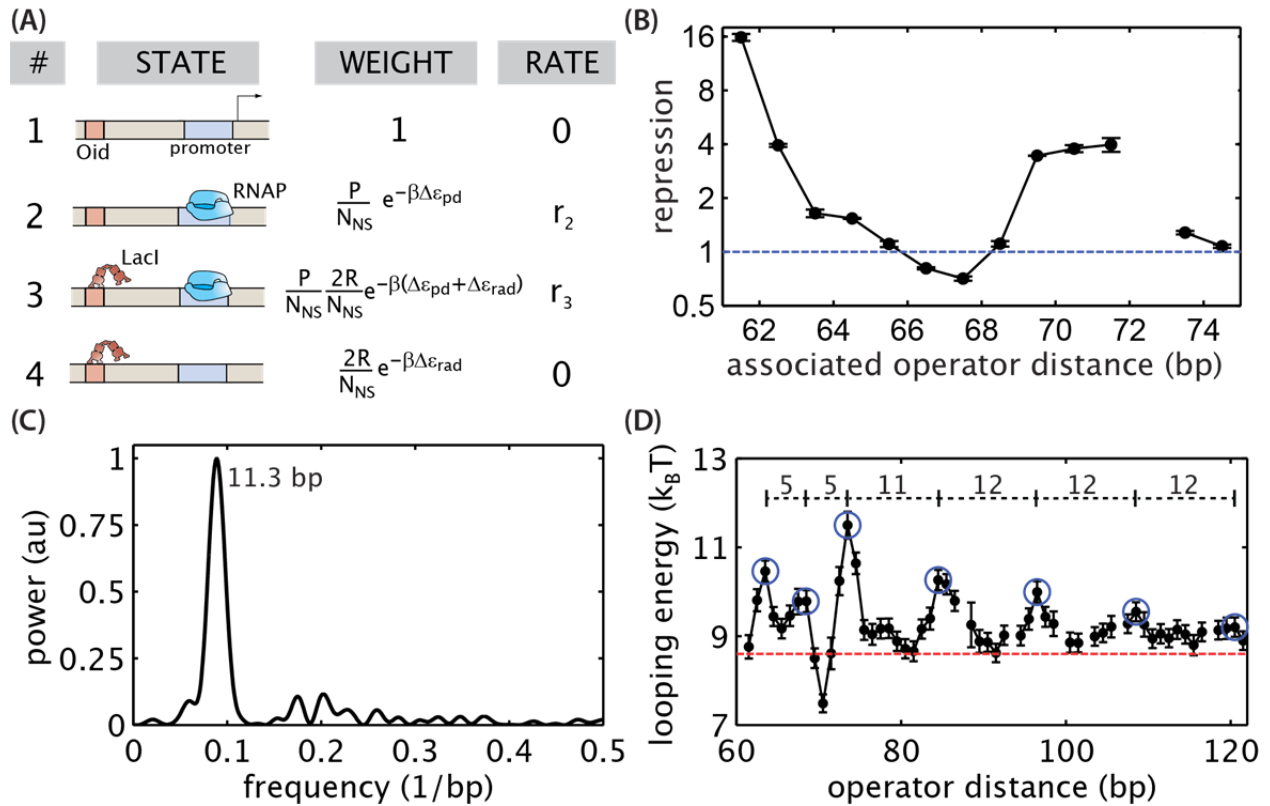 (A)
# STATE WEIGHT RATE
1 Oid promoter 1 0
2 RNAP P/N_NS e^−βΔε_pd r_2
3 LacI P/N_NS 2R/N_NS e^−β(Δε_pd+Δε_rad) r_3
4 2R/N_NS e^−βΔε_rad 0
(B)
16
8
4
2
1
0.5
repression
62 64 66 68 70 72 74
associated operator distance (bp)
(C)
1
0.75
0.5
0.25
0
power (au)
11.3 bp
0 0.1 0.2 0.3 0.4 0.5
frequency (1/bp)
(D)
13
11
9
7
looping energy (k_BT)
5 5 11 12 12 12
60 80 100 120
operator distance (bp)